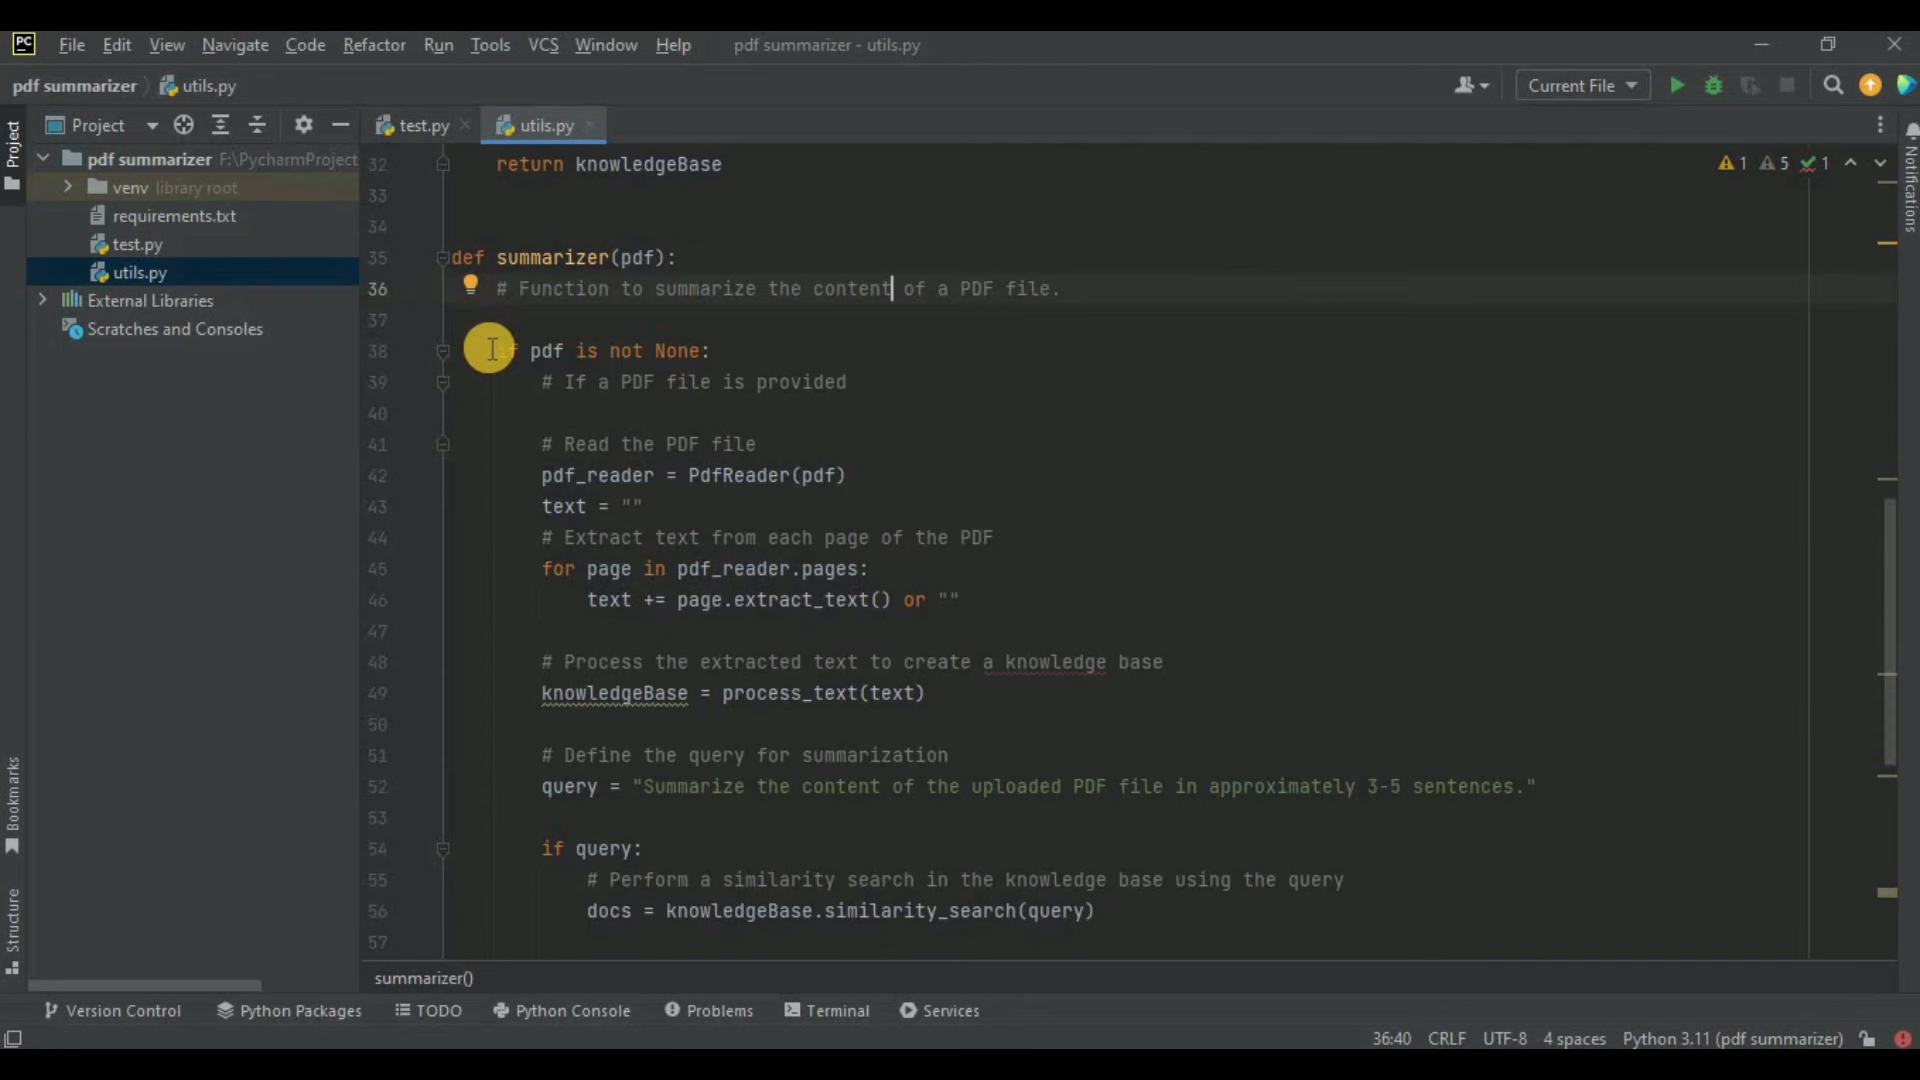 PC File Edit View Navigate Code Refactor Run Tools VCS Window Help pdf summarizer - utils.py
pdf summarizer utils.py Current File
Project test.py utils.py
Project
pdf summarizer F:\PycharmProject
venv library root
requirements.txt
test.py
utils.py
External Libraries
Scratches and Consoles
Bookmarks
Structure
Notifications
1 5 1
32 return knowledgeBase
33
34
35 def summarizer(pdf):
36 # Function to summarize the content of a PDF file.
37
38 if pdf is not None:
39 # If a PDF file is provided
40
41 # Read the PDF file
42 pdf_reader = PdfReader(pdf)
43 text = ""
44 # Extract text from each page of the PDF
45 for page in pdf_reader.pages:
46 text += page.extract_text() or ""
47
48 # Process the extracted text to create a knowledge base
49 knowledgeBase = process_text(text)
50
51 # Define the query for summarization
52 query = "Summarize the content of the uploaded PDF file in approximately 3-5 sentences."
53
54 if query:
55 # Perform a similarity search in the knowledge base using the query
56 docs = knowledgeBase.similarity_search(query)
57
summarizer()
Version Control Python Packages TODO Python Console Problems Terminal Services
36:40 CRLF UTF-8 4 spaces Python 3.11 (pdf summarizer)